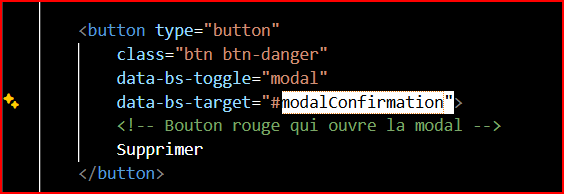 <button type="button"
class="btn btn-danger"
data-bs-toggle="modal"
data-bs-target="#modalConfirmation">
<!-- Bouton rouge qui ouvre la modal -->
Supprimer
</button>